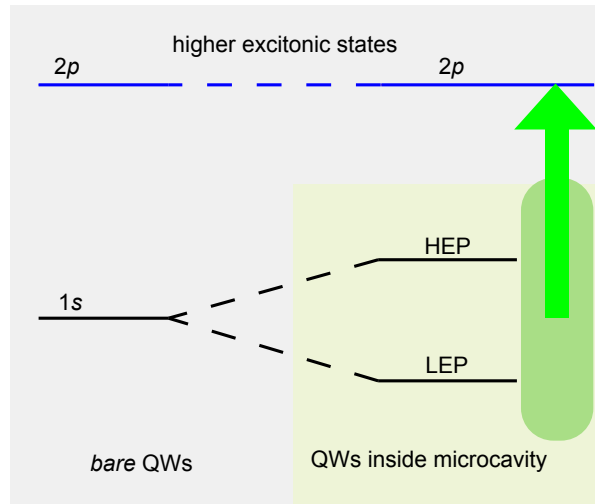 higher excitonic states
2p
2p
HEP
1s
LEP
bare QWs
QWs inside microcavity